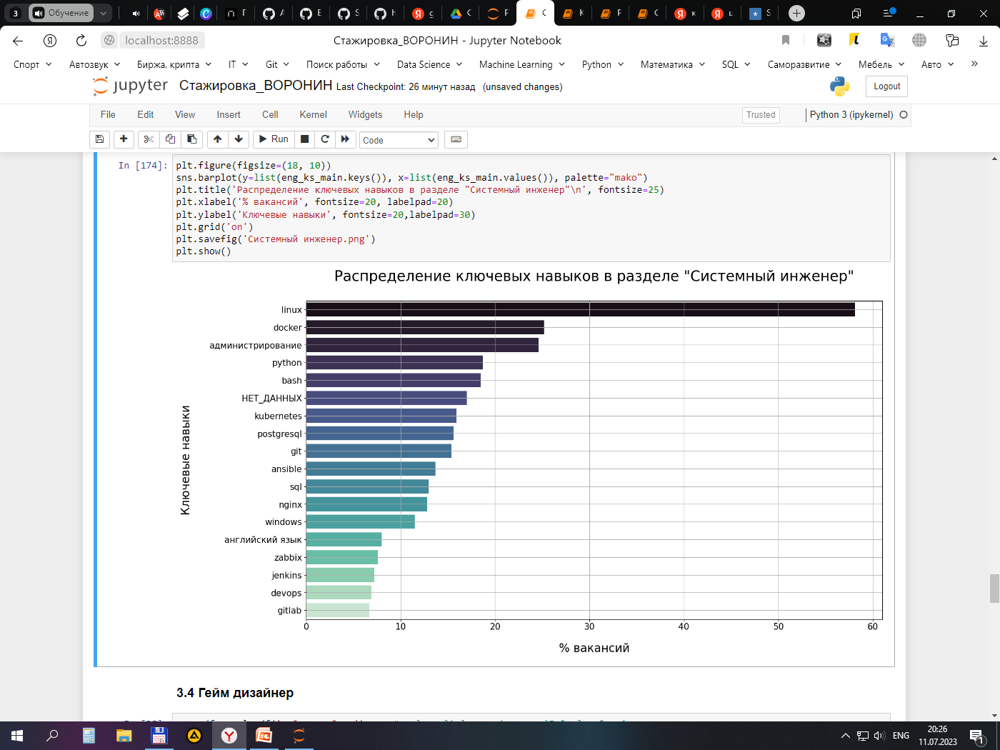 3 Обучение
localhost:8888
Стажировка_ВОРОНИН - Jupyter Notebook
Спорт Автозвук Биржа, крипта IT Git Поиск работы Data Science Machine Learning Python Математика SQL Саморазвитие Мебель Авто »
jupyter Стажировка_ВОРОНИН Last Checkpoint: 26 минут назад (unsaved changes)
Logout
File Edit View Insert Cell Kernel Widgets Help
Trusted
Python 3 (ipykernel)
Run
Code
In [174]:
plt.figure(figsize=(18, 10))
sns.barplot(y=list(eng_ks_main.keys()), x=list(eng_ks_main.values()), palette="mako")
plt.title('Распределение ключевых навыков в разделе "Системный инженер"\n', fontsize=25)
plt.xlabel('% вакансий', fontsize=20, labelpad=20)
plt.ylabel('Ключевые навыки', fontsize=20,labelpad=30)
plt.grid('on')
plt.savefig('Системный инженер.png')
plt.show()
Распределение ключевых навыков в разделе "Системный инженер"
Ключевые навыки
linux
docker
администрирование
python
bash
НЕТ_ДАННЫХ
kubernetes
postgresql
git
ansible
sql
nginx
windows
английский язык
zabbix
jenkins
devops
gitlab
0 10 20 30 40 50 60
% вакансий
3.4 Гейм дизайнер
ENG
20:26
11.07.2023
1